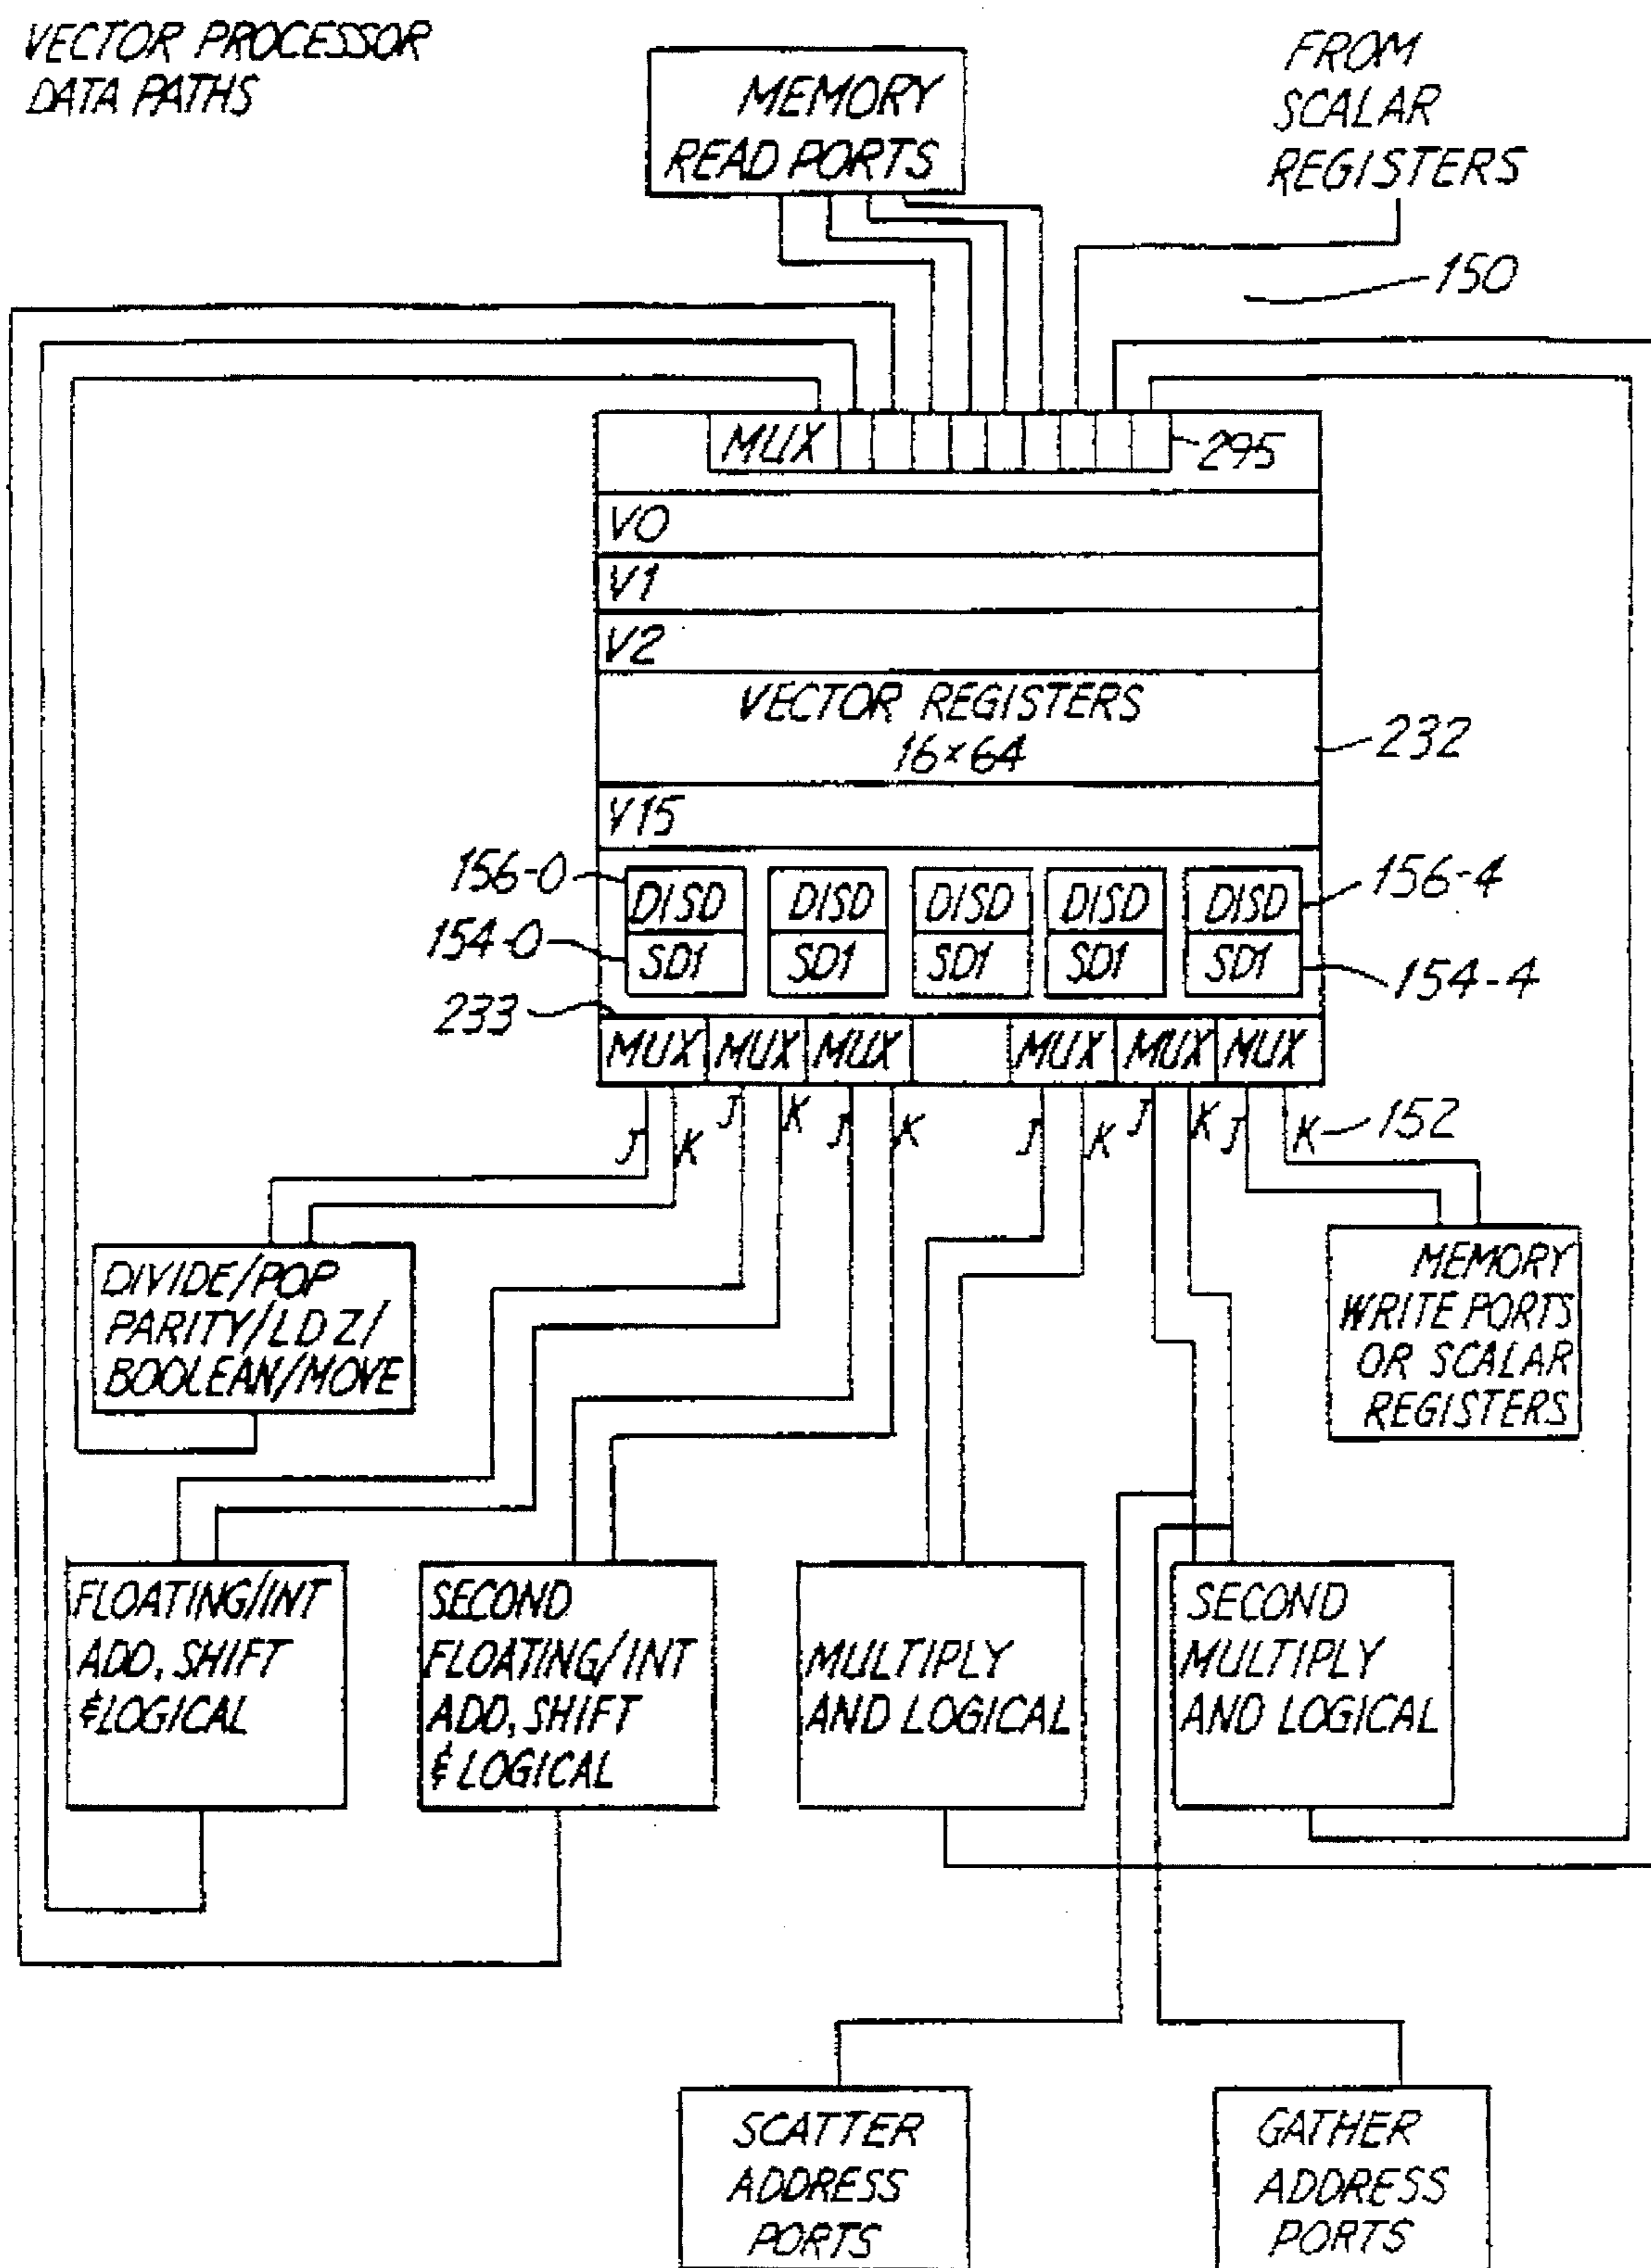 VECTOR PROCESSOR
DATA PATHS
MEMORY
READ PORTS
FROM
SCALAR
REGISTERS
150
MUX
295
V0
V1
V2
VECTOR REGISTERS
16×64
232
V15
156-0
DISD DISD DISD DISD DISD
156-4
154-0
SD1 SD1 SD1 SD1 SD1
154-4
233
MUX MUX MUX MUX MUX MUX
J K J K J K J K J K J K
152
DIVIDE/POP
PARITY/LDZ/
BOOLEAN/MOVE
MEMORY
WRITE PORTS
OR SCALAR
REGISTERS
FLOATING/INT
ADD, SHIFT
&LOGICAL
SECOND
FLOATING/INT
ADD, SHIFT
& LOGICAL
MULTIPLY
AND LOGICAL
SECOND
MULTIPLY
AND LOGICAL
SCATTER
ADDRESS
PORTS
GATHER
ADDRESS
PORTS